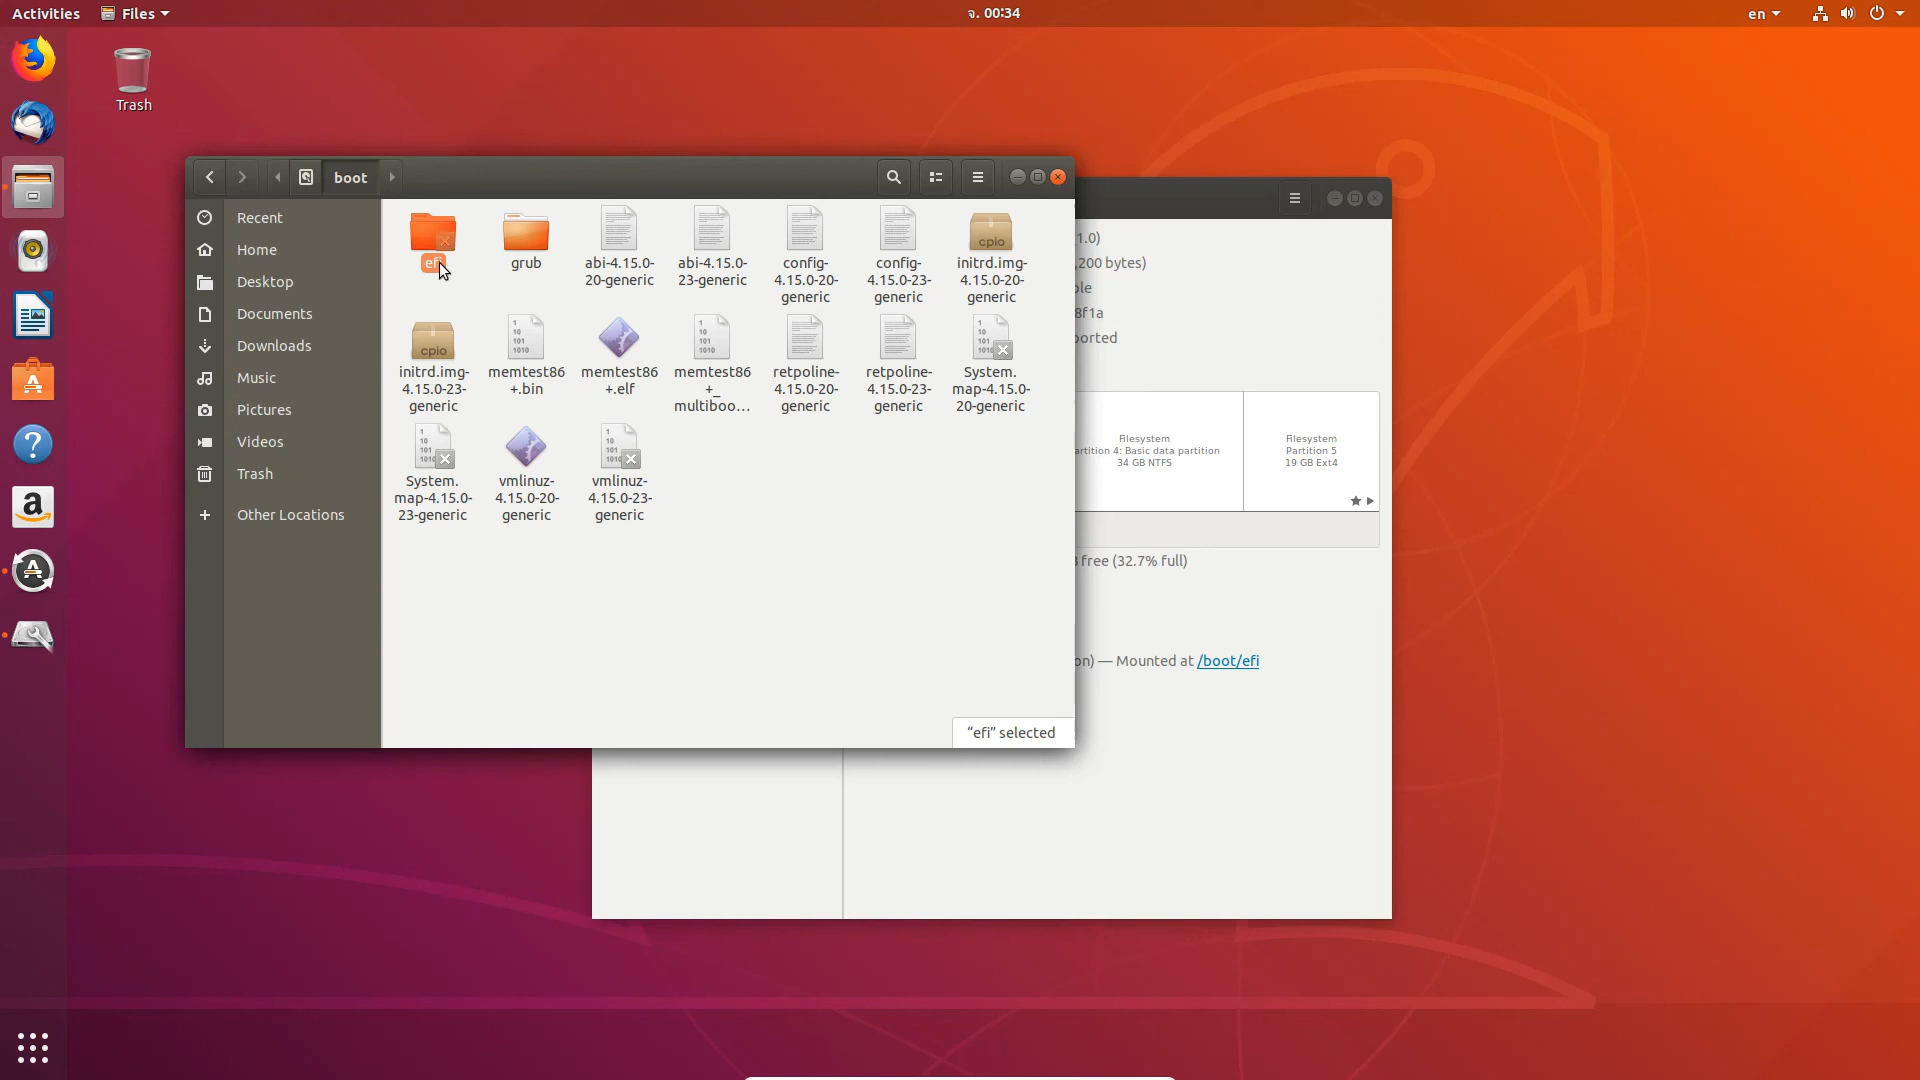 Activities
Files
จ. 00:34
en
Trash
boot
Recent
Home
Desktop
Documents
Downloads
Music
Pictures
Videos
Trash
Other Locations
efi
grub
abi-4.15.0-
20-generic
abi-4.15.0-
23-generic
config-
4.15.0-20-
generic
config-
4.15.0-23-
generic
cpio
initrd.img-
4.15.0-20-
generic
cpio
initrd.img-
4.15.0-23-
generic
memtest86
+.bin
memtest86
+.elf
memtest86
+_
multiboo...
retpoline-
4.15.0-20-
generic
retpoline-
4.15.0-23-
generic
System.
map-4.15.0-
20-generic
System.
map-4.15.0-
23-generic
vmlinuz-
4.15.0-20-
generic
vmlinuz-
4.15.0-23-
generic
"efi" selected
1.0)
,200 bytes)
ble
8f1a
ported
Filesystem
artition 4: Basic data partition
34 GB NTFS
Filesystem
Partition 5
19 GB Ext4
free (32.7% full)
on) — Mounted at /boot/efi